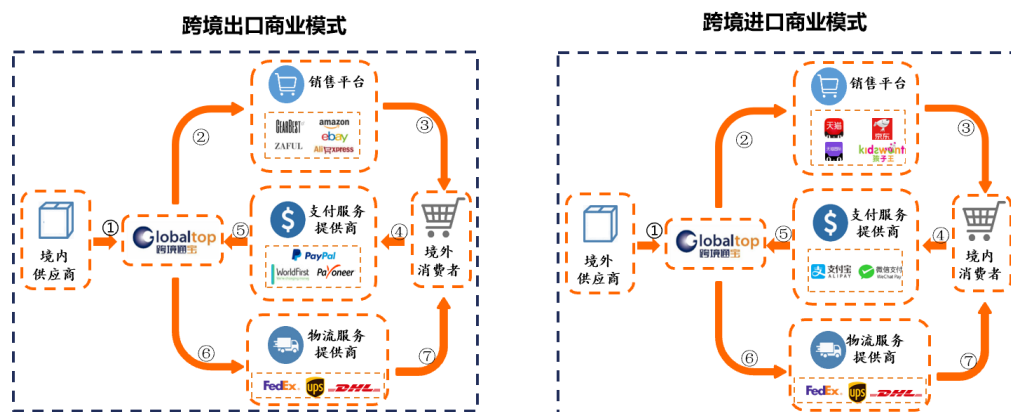 跨境出口商业模式
销售平台
GEARBEST
amazon
ebay
ZAFUL
AliExpress
②
③
境内
供应商
①
Globaltop
跨境通宝
⑤
支付服务
提供商
PayPal
WorldFirst
Payoneer
④
境外
消费者
⑥
物流服务
提供商
FedEx
ups
DHL
⑦
跨境进口商业模式
销售平台
天猫
京东
kidswant
孩子王
②
③
境外
供应商
①
Globaltop
跨境通宝
⑤
支付服务
提供商
支付宝
ALIPAY
微信支付
WeChat Pay
④
境内
消费者
⑥
物流服务
提供商
FedEx
ups
DHL
⑦